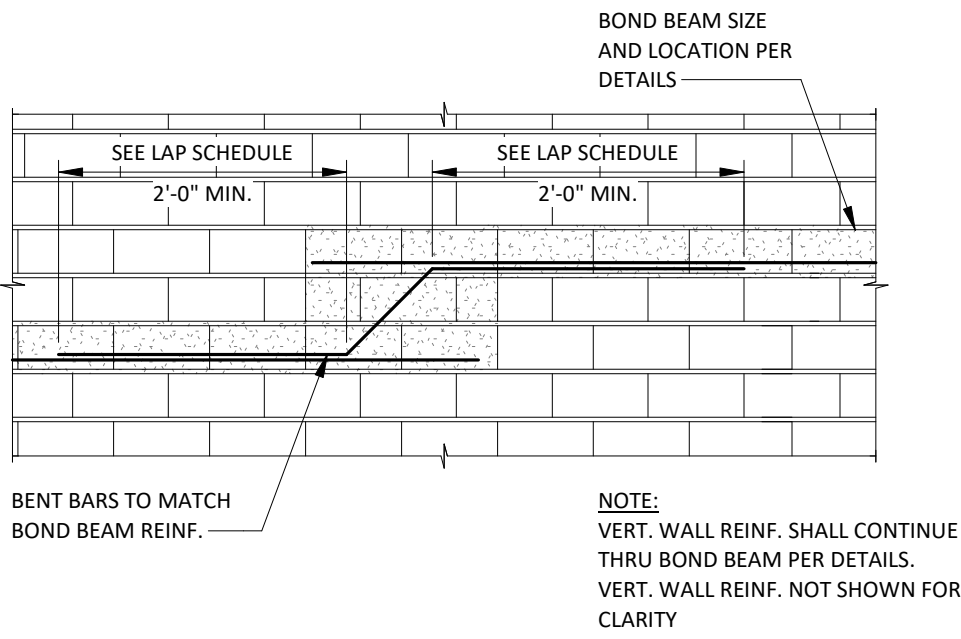 BOND BEAM SIZE
AND LOCATION PER
DETAILS
SEE LAP SCHEDULE
2'-0" MIN.
SEE LAP SCHEDULE
2'-0" MIN.
BENT BARS TO MATCH
BOND BEAM REINF.
NOTE:
VERT. WALL REINF. SHALL CONTINUE
THRU BOND BEAM PER DETAILS.
VERT. WALL REINF. NOT SHOWN FOR
CLARITY